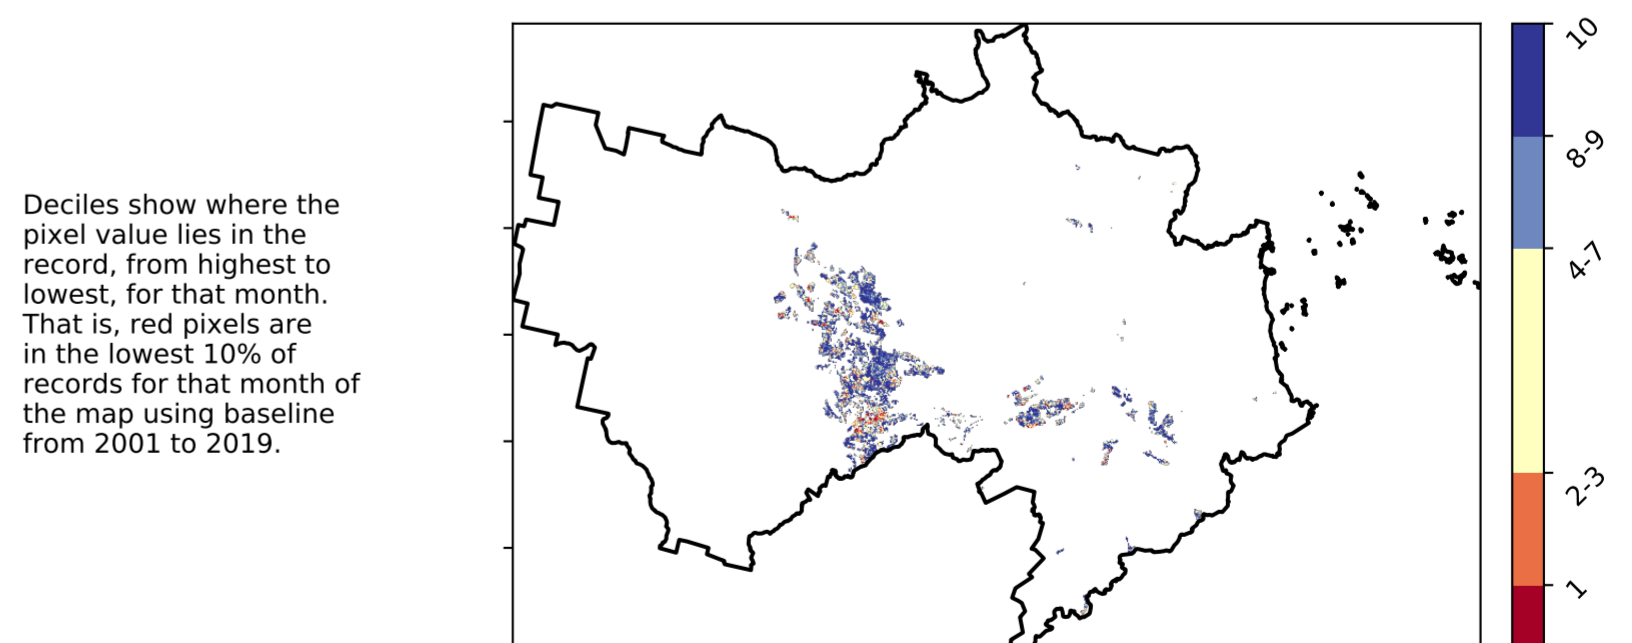 Deciles show where the
pixel value lies in the
record, from highest to
lowest, for that month.
That is, red pixels are
in the lowest 10% of
records for that month of
the map using baseline
from 2001 to 2019.
10
8-9
4-7
2-3
1